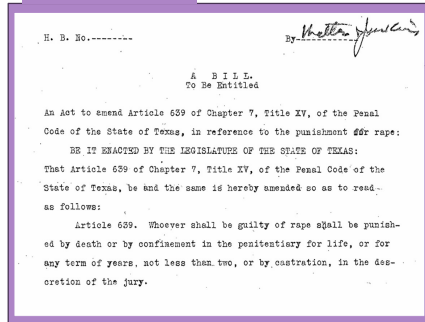 H. B. No.--------
By
A BILL.
To Be Entitled
An Act to amend Article 639 of Chapter 7, Title XV, of the Penal
Code of the State of Texas, in reference to the punishment for rape;
BE IT ENACTED BY THE LEGISLATURE OF THE STATE OF TEXAS:
That Article 639 of Chapter 7, Title XV, of the Penal Code of the
State of Texas, be and the same is hereby amended so as to read
as follows:
Article 639. Whoever shall be guilty of rape shall be punish-
ed by death or by confinement in the penitentiary for life, or for
any term of years, not less than two, or by castration, in the des-
cretion of the jury.